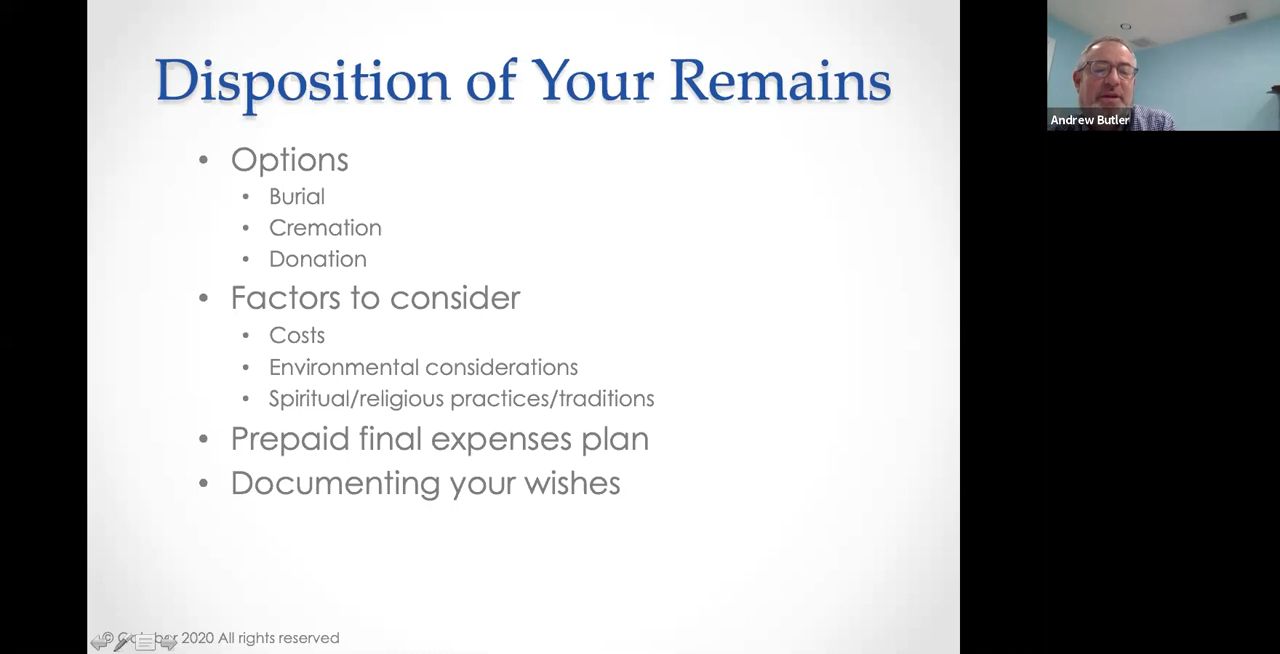 Disposition of Your Remains
• Options
• Burial
• Cremation
• Donation
• Factors to consider
• Costs
• Environmental considerations
• Spiritual/religious practices/traditions
• Prepaid final expenses plan
• Documenting your wishes
© 2020 All rights reserved
Andrew Butler